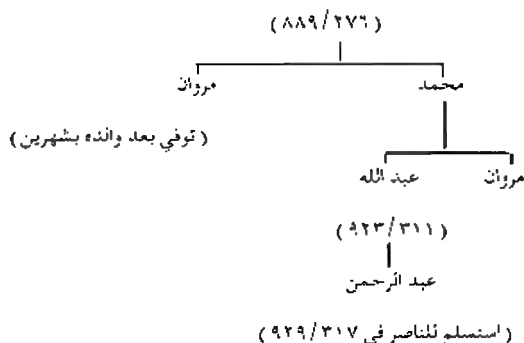 (٨٨٩/٢٧٦)
محمد مروان
(توفي بعد والده بشهرين)
مروان عبد الله
(٩٢٣/٣١١)
عبد الرحمن
(استسلم للناصر في ٩٢٩/٣١٧)